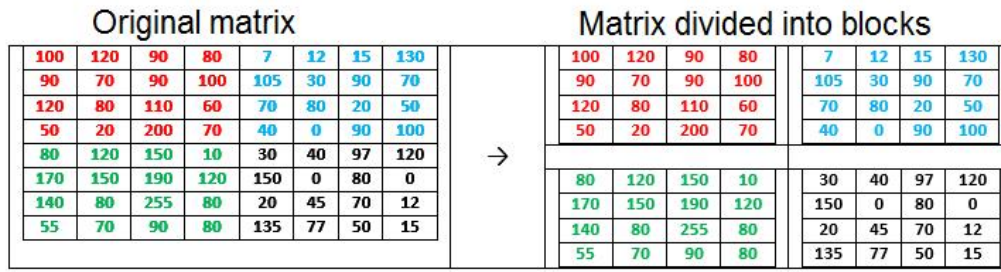 Original matrix
100 120 90 80 7 12 15 130
90 70 90 100 105 30 90 70
120 80 110 60 70 80 20 50
50 20 200 70 40 0 90 100
80 120 150 10 30 40 97 120
170 150 190 120 150 0 80 0
140 80 255 80 20 45 70 12
55 70 90 80 135 77 50 15
→
Matrix divided into blocks
100 120 90 80 7 12 15 130
90 70 90 100 105 30 90 70
120 80 110 60 70 80 20 50
50 20 200 70 40 0 90 100
80 120 150 10 30 40 97 120
170 150 190 120 150 0 80 0
140 80 255 80 20 45 70 12
55 70 90 80 135 77 50 15